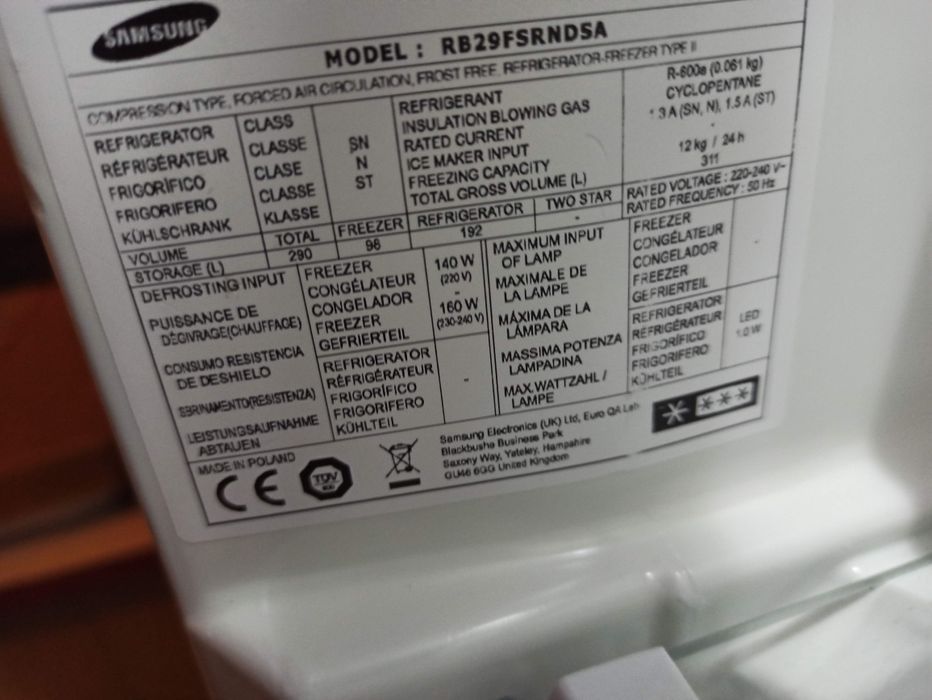 SAMSUNG
MODEL : RB29FSRNDSA
COMPRESSION TYPE, FORCED AIR CIRCULATION, FROST FREE, REFRIGERATOR-FREEZER TYPE II
REFRIGERATOR
RÉFRIGÉRATEUR
FRIGORÍFICO
FRIGORIFERO
KÜHLSCHRANK
CLASS
CLASSE
CLASE
CLASSE
KLASSE
SN
N
ST
REFRIGERANT
INSULATION BLOWING GAS
RATED CURRENT
ICE MAKER INPUT
FREEZING CAPACITY
TOTAL GROSS VOLUME (L)
R-600a (0.061 kg)
CYCLOPENTANE
1.3 A (SN, N), 1.5 A (ST)
-
12 kg / 24 h
311
VOLUME
STORAGE (L)
TOTAL
290
FREEZER
98
REFRIGERATOR
192
TWO STAR
-
RATED VOLTAGE : 220-240 V~
RATED FREQUENCY : 50 Hz
DEFROSTING INPUT
PUISSANCE DE
DÉGIVRAGE(CHAUFFAGE)
CONSUMO RESISTENCIA
DE DESHIELO
SBRINAMENTO(RESISTENZA)
LEISTUNGSAUFNAHME
ABTAUEN
FREEZER
CONGÉLATEUR
CONGELADOR
FREEZER
GEFRIERTEIL
140 W
(220 V)
-
160 W
(230-240 V)
REFRIGERATOR
RÉFRIGÉRATEUR
FRIGORÍFICO
FRIGORIFERO
KÜHLTEIL
-
MAXIMUM INPUT
OF LAMP
MAXIMALE DE
LA LAMPE
MÁXIMA DE LA
LÁMPARA
MASSIMA POTENZA
LAMPADINA
MAX.WATTZAHL /
LAMPE
FREEZER
CONGÉLATEUR
CONGELADOR
FREEZER
GEFRIERTEIL
-
REFRIGERATOR
RÉFRIGÉRATEUR
FRIGORÍFICO
FRIGORIFERO
KÜHLTEIL
LED
1.0 W
MADE IN POLAND
CE
TÜV
Samsung Electronics (UK) Ltd, Euro QA Lab
Blackbushe Business Park
Saxony Way, Yateley, Hampshire
GU46 6GG United Kingdom